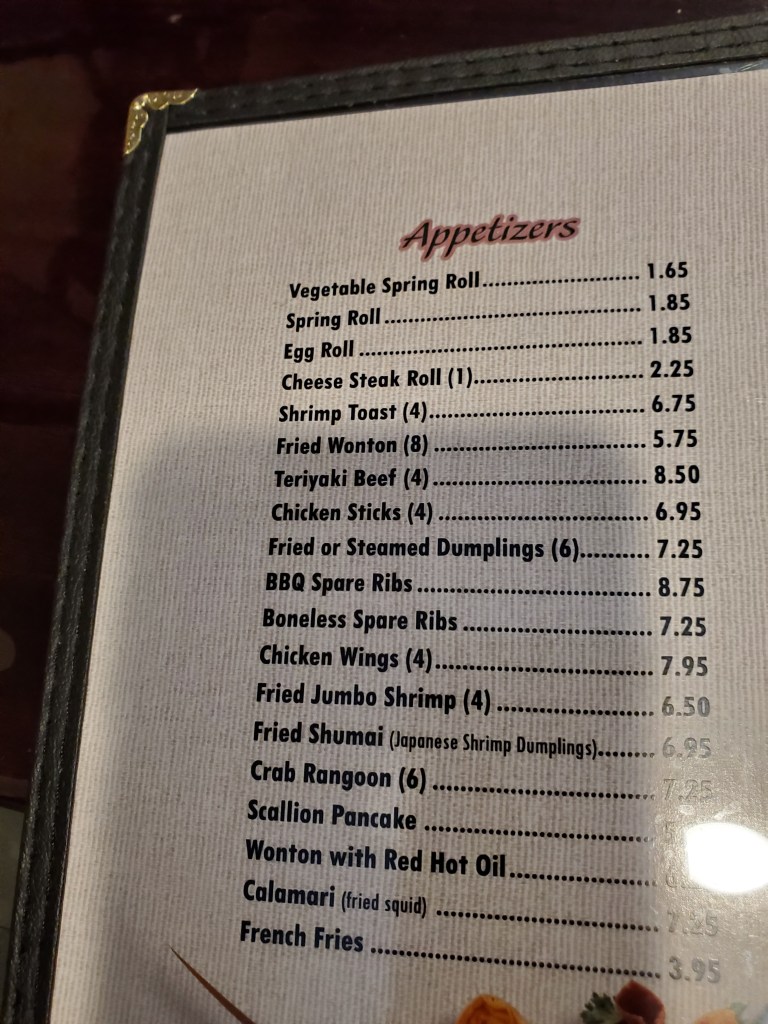 Appetizers
Vegetable Spring Roll.......................... 1.65
Spring Roll .......................................... 1.85
Egg Roll .............................................. 1.85
Cheese Steak Roll (1)............................ 2.25
Shrimp Toast (4)................................... 6.75
Fried Wonton (8) .................................. 5.75
Teriyaki Beef (4) .................................. 8.50
Chicken Sticks (4) ................................. 6.95
Fried or Steamed Dumplings (6).......... 7.25
BBQ Spare Ribs ..................................... 8.75
Boneless Spare Ribs ............................. 7.25
Chicken Wings (4).................................. 7.95
Fried Jumbo Shrimp (4) ........................ 6.50
Fried Shumai (Japanese Shrimp Dumplings)......... 6.95
Crab Rangoon (6) .................................. 7.25
Scallion Pancake ...................................
Wonton with Red Hot Oil.......................
Calamari (fried squid) .................................. 7.25
French Fries ........................................... 3.95